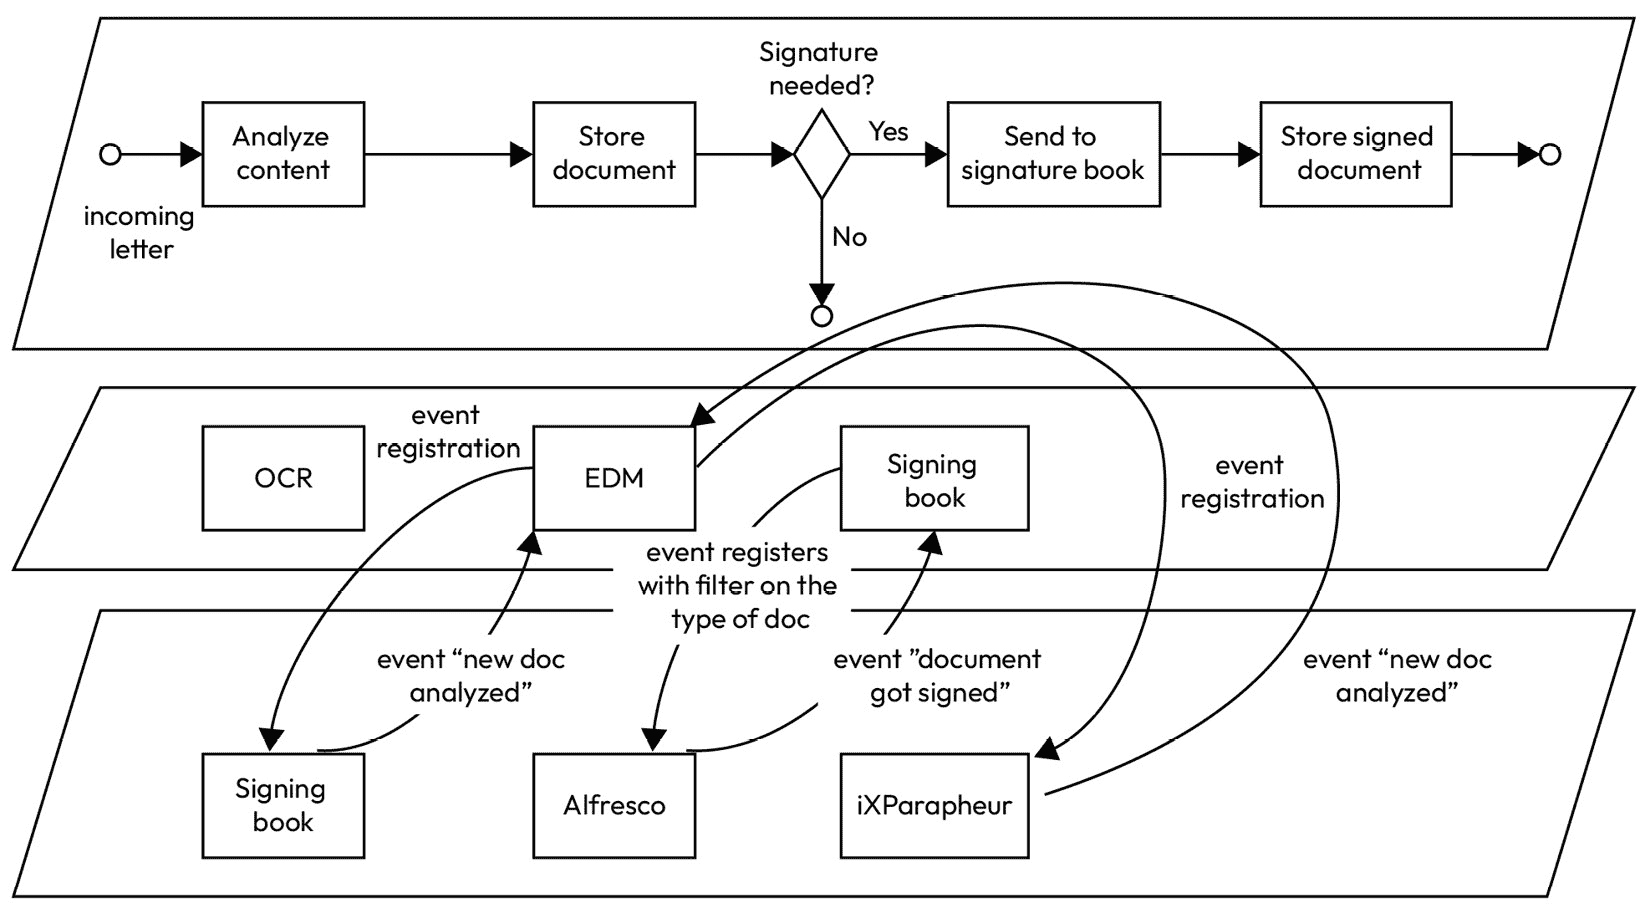 Signature
needed?
Analyze
content
Store
document
Yes
Send to
signature book
Store signed
document
incoming
letter
No
event
registration
OCR
EDM
Signing
book
event
registration
event registers
with filter on the
type of doc
event “new doc
analyzed”
event ”document
got signed”
event “new doc
analyzed”
Signing
book
Alfresco
iXParapheur